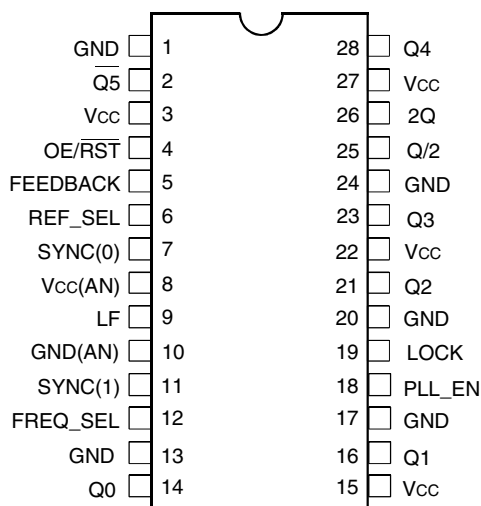 GND 1 28 Q4
Q̅5̅ 2 27 VCC
VCC 3 26 2Q
OE/R̅S̅T̅ 4 25 Q/2
FEEDBACK 5 24 GND
REF_SEL 6 23 Q3
SYNC(0) 7 22 VCC
VCC(AN) 8 21 Q2
LF 9 20 GND
GND(AN) 10 19 LOCK
SYNC(1) 11 18 PLL_EN
FREQ_SEL 12 17 GND
GND 13 16 Q1
Q0 14 15 VCC